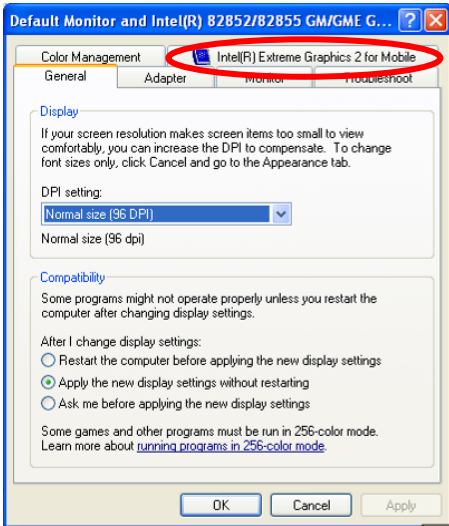 Default Monitor and Intel(R) 82852/82855 GM/GME G...
Color Management
Intel(R) Extreme Graphics 2 for Mobile
General
Adapter
Monitor
Troubleshoot
Display
If your screen resolution makes screen items too small to view
comfortably, you can increase the DPI to compensate. To change
font sizes only, click Cancel and go to the Appearance tab.
DPI setting:
Normal size (96 DPI)
Normal size (96 dpi)
Compatibility
Some programs might not operate properly unless you restart the
computer after changing display settings.
After I change display settings:
Restart the computer before applying the new display settings
Apply the new display settings without restarting
Ask me before applying the new display settings
Some games and other programs must be run in 256-color mode.
Learn more about running programs in 256-color mode.
OK
Cancel
Apply